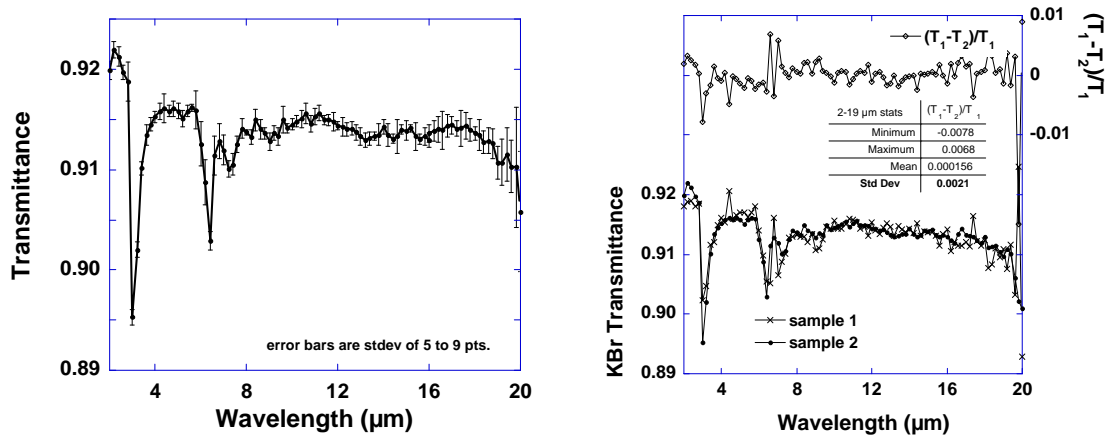 0.92
0.91
0.90
0.89
4
8
12
16
20
Transmittance
Wavelength (µm)
error bars are stdev of 5 to 9 pts.
0.01
0
-0.01
(T1-T2)/T1
(T1-T2)/T1
2-19 µm stats (T1-T2)/T1
Minimum -0.0078
Maximum 0.0068
Mean 0.000156
Std Dev 0.0021
0.92
0.91
0.90
0.89
KBr Transmittance
sample 1
sample 2
4
8
12
16
20
Wavelength (µm)